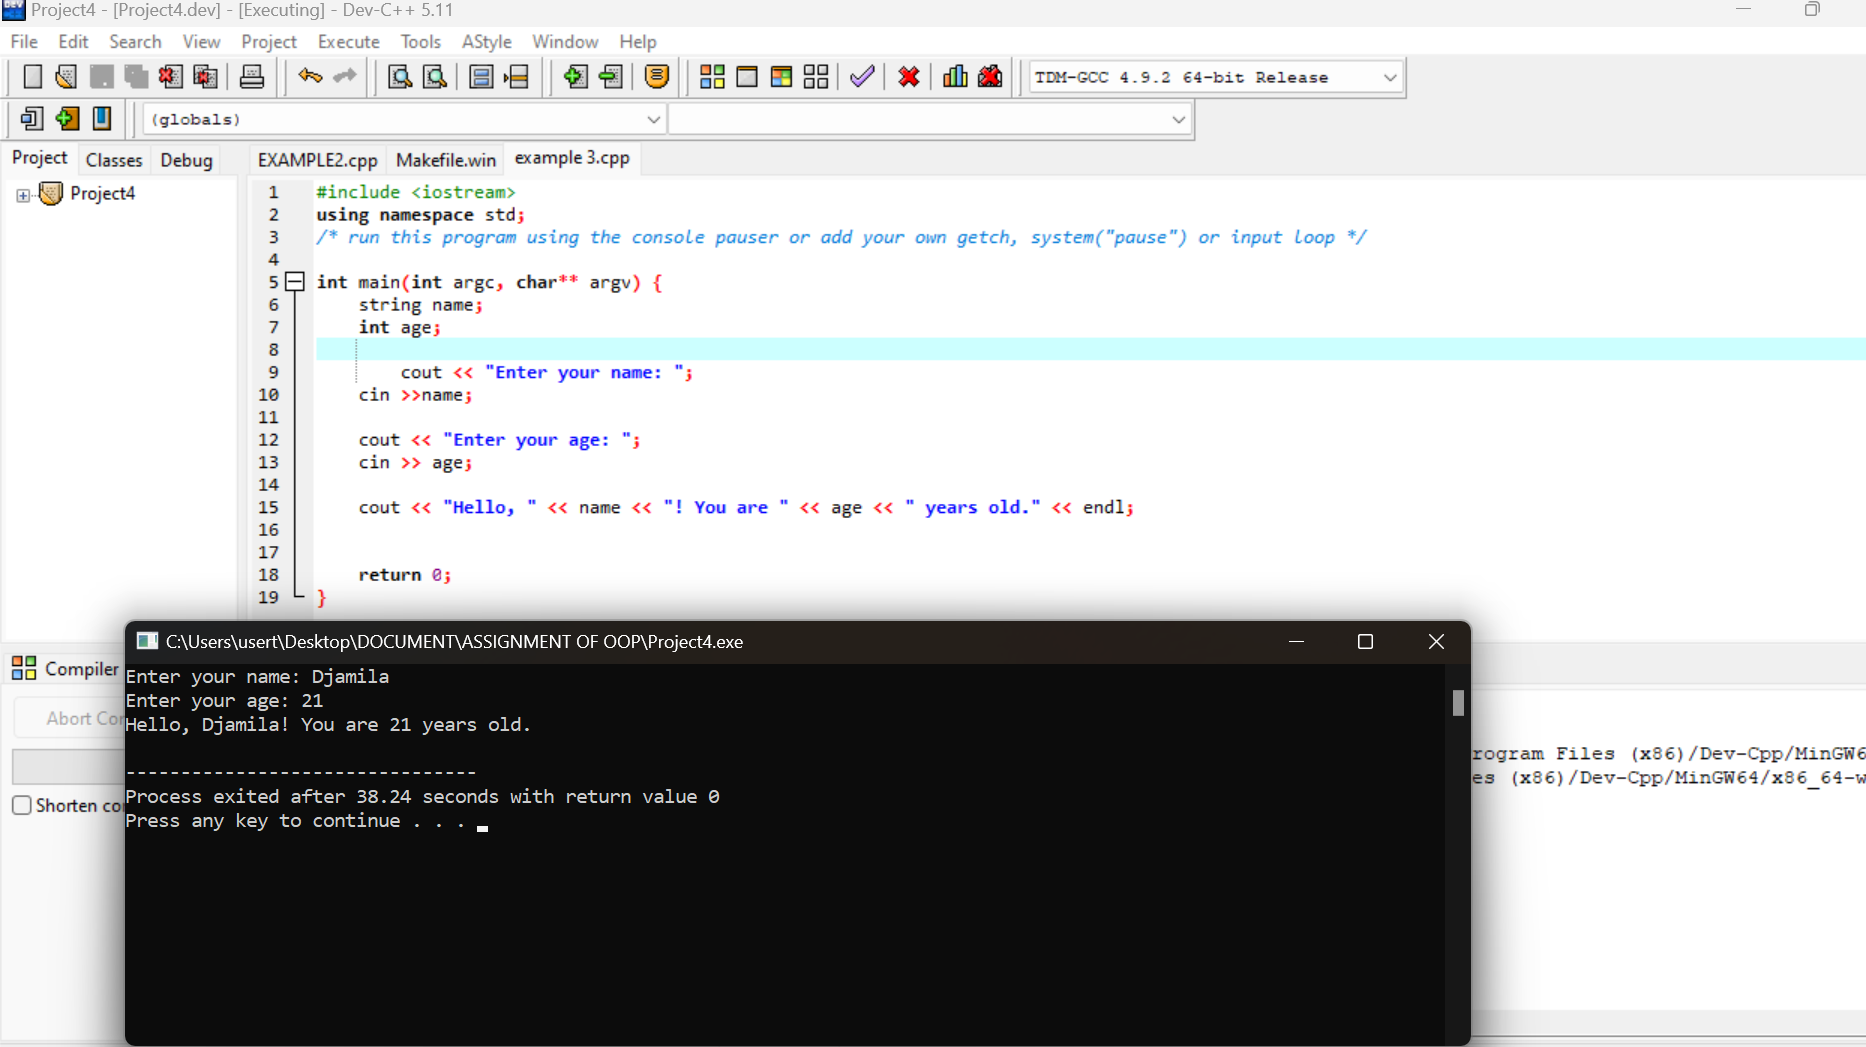 Project4 - [Project4.dev] - [Executing] - Dev-C++ 5.11
File Edit Search View Project Execute Tools AStyle Window Help
TDM-GCC 4.9.2 64-bit Release
(globals)
Project Classes Debug EXAMPLE2.cpp Makefile.win example 3.cpp
Project4
1 #include <iostream>
2 using namespace std;
3 /* run this program using the console pauser or add your own getch, system("pause") or input loop */
4
5 int main(int argc, char** argv) {
6 string name;
7 int age;
8
9 cout << "Enter your name: ";
10 cin >>name;
11
12 cout << "Enter your age: ";
13 cin >> age;
14
15 cout << "Hello, " << name << "! You are " << age << " years old." << endl;
16
17
18 return 0;
19 }
C:\Users\usert\Desktop\DOCUMENT\ASSIGNMENT OF OOP\Project4.exe
Compiler
Enter your name: Djamila
Enter your age: 21
Abort
Hello, Djamila! You are 21 years old.
rogram Files (x86)/Dev-Cpp/MinGW6
--------------------------------
es (x86)/Dev-Cpp/MinGW64/x86_64-w
Process exited after 38.24 seconds with return value 0
Shorten
Press any key to continue . . .